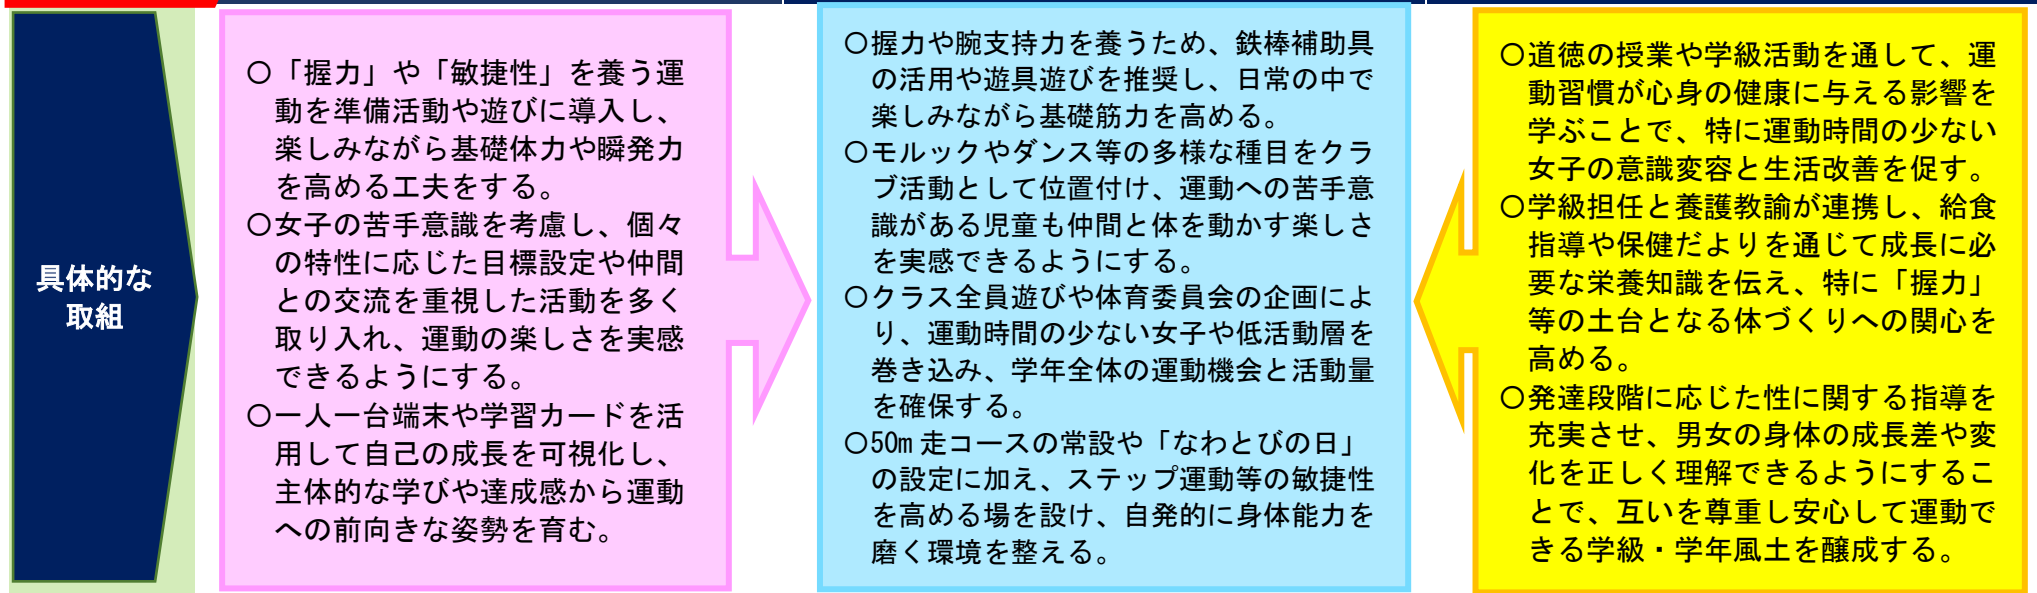 具体的な
取組
〇「握力」や「敏捷性」を養う運
動を準備活動や遊びに導入し、
楽しみながら基礎体力や瞬発力
を高める工夫をする。
〇女子の苦手意識を考慮し、個々
の特性に応じた目標設定や仲間
との交流を重視した活動を多く
取り入れ、運動の楽しさを実感
できるようにする。
〇一人一台端末や学習カードを活
用して自己の成長を可視化し、
主体的な学びや達成感から運動
への前向きな姿勢を育む。
〇握力や腕支持力を養うため、鉄棒補助具
の活用や遊具遊びを推奨し、日常の中で
楽しみながら基礎筋力を高める。
〇モルックやダンス等の多様な種目をクラ
ブ活動として位置付け、運動への苦手意
識がある児童も仲間と体を動かす楽しさ
を実感できるようにする。
〇クラス全員遊びや体育委員会の企画によ
り、運動時間の少ない女子や低活動層を
巻き込み、学年全体の運動機会と活動量
を確保する。
〇50m 走コースの常設や「なわとびの日」
の設定に加え、ステップ運動等の敏捷性
を高める場を設け、自発的に身体能力を
磨く環境を整える。
〇道徳の授業や学級活動を通して、運
動習慣が心身の健康に与える影響を
学ぶことで、特に運動時間の少ない
女子の意識変容と生活改善を促す。
〇学級担任と養護教諭が連携し、給食
指導や保健だよりを通じて成長に必
要な栄養知識を伝え、特に「握力」
等の土台となる体づくりへの関心を
高める。
〇発達段階に応じた性に関する指導を
充実させ、男女の身体の成長差や変
化を正しく理解できるようにするこ
とで、互いを尊重し安心して運動で
きる学級・学年風土を醸成する。